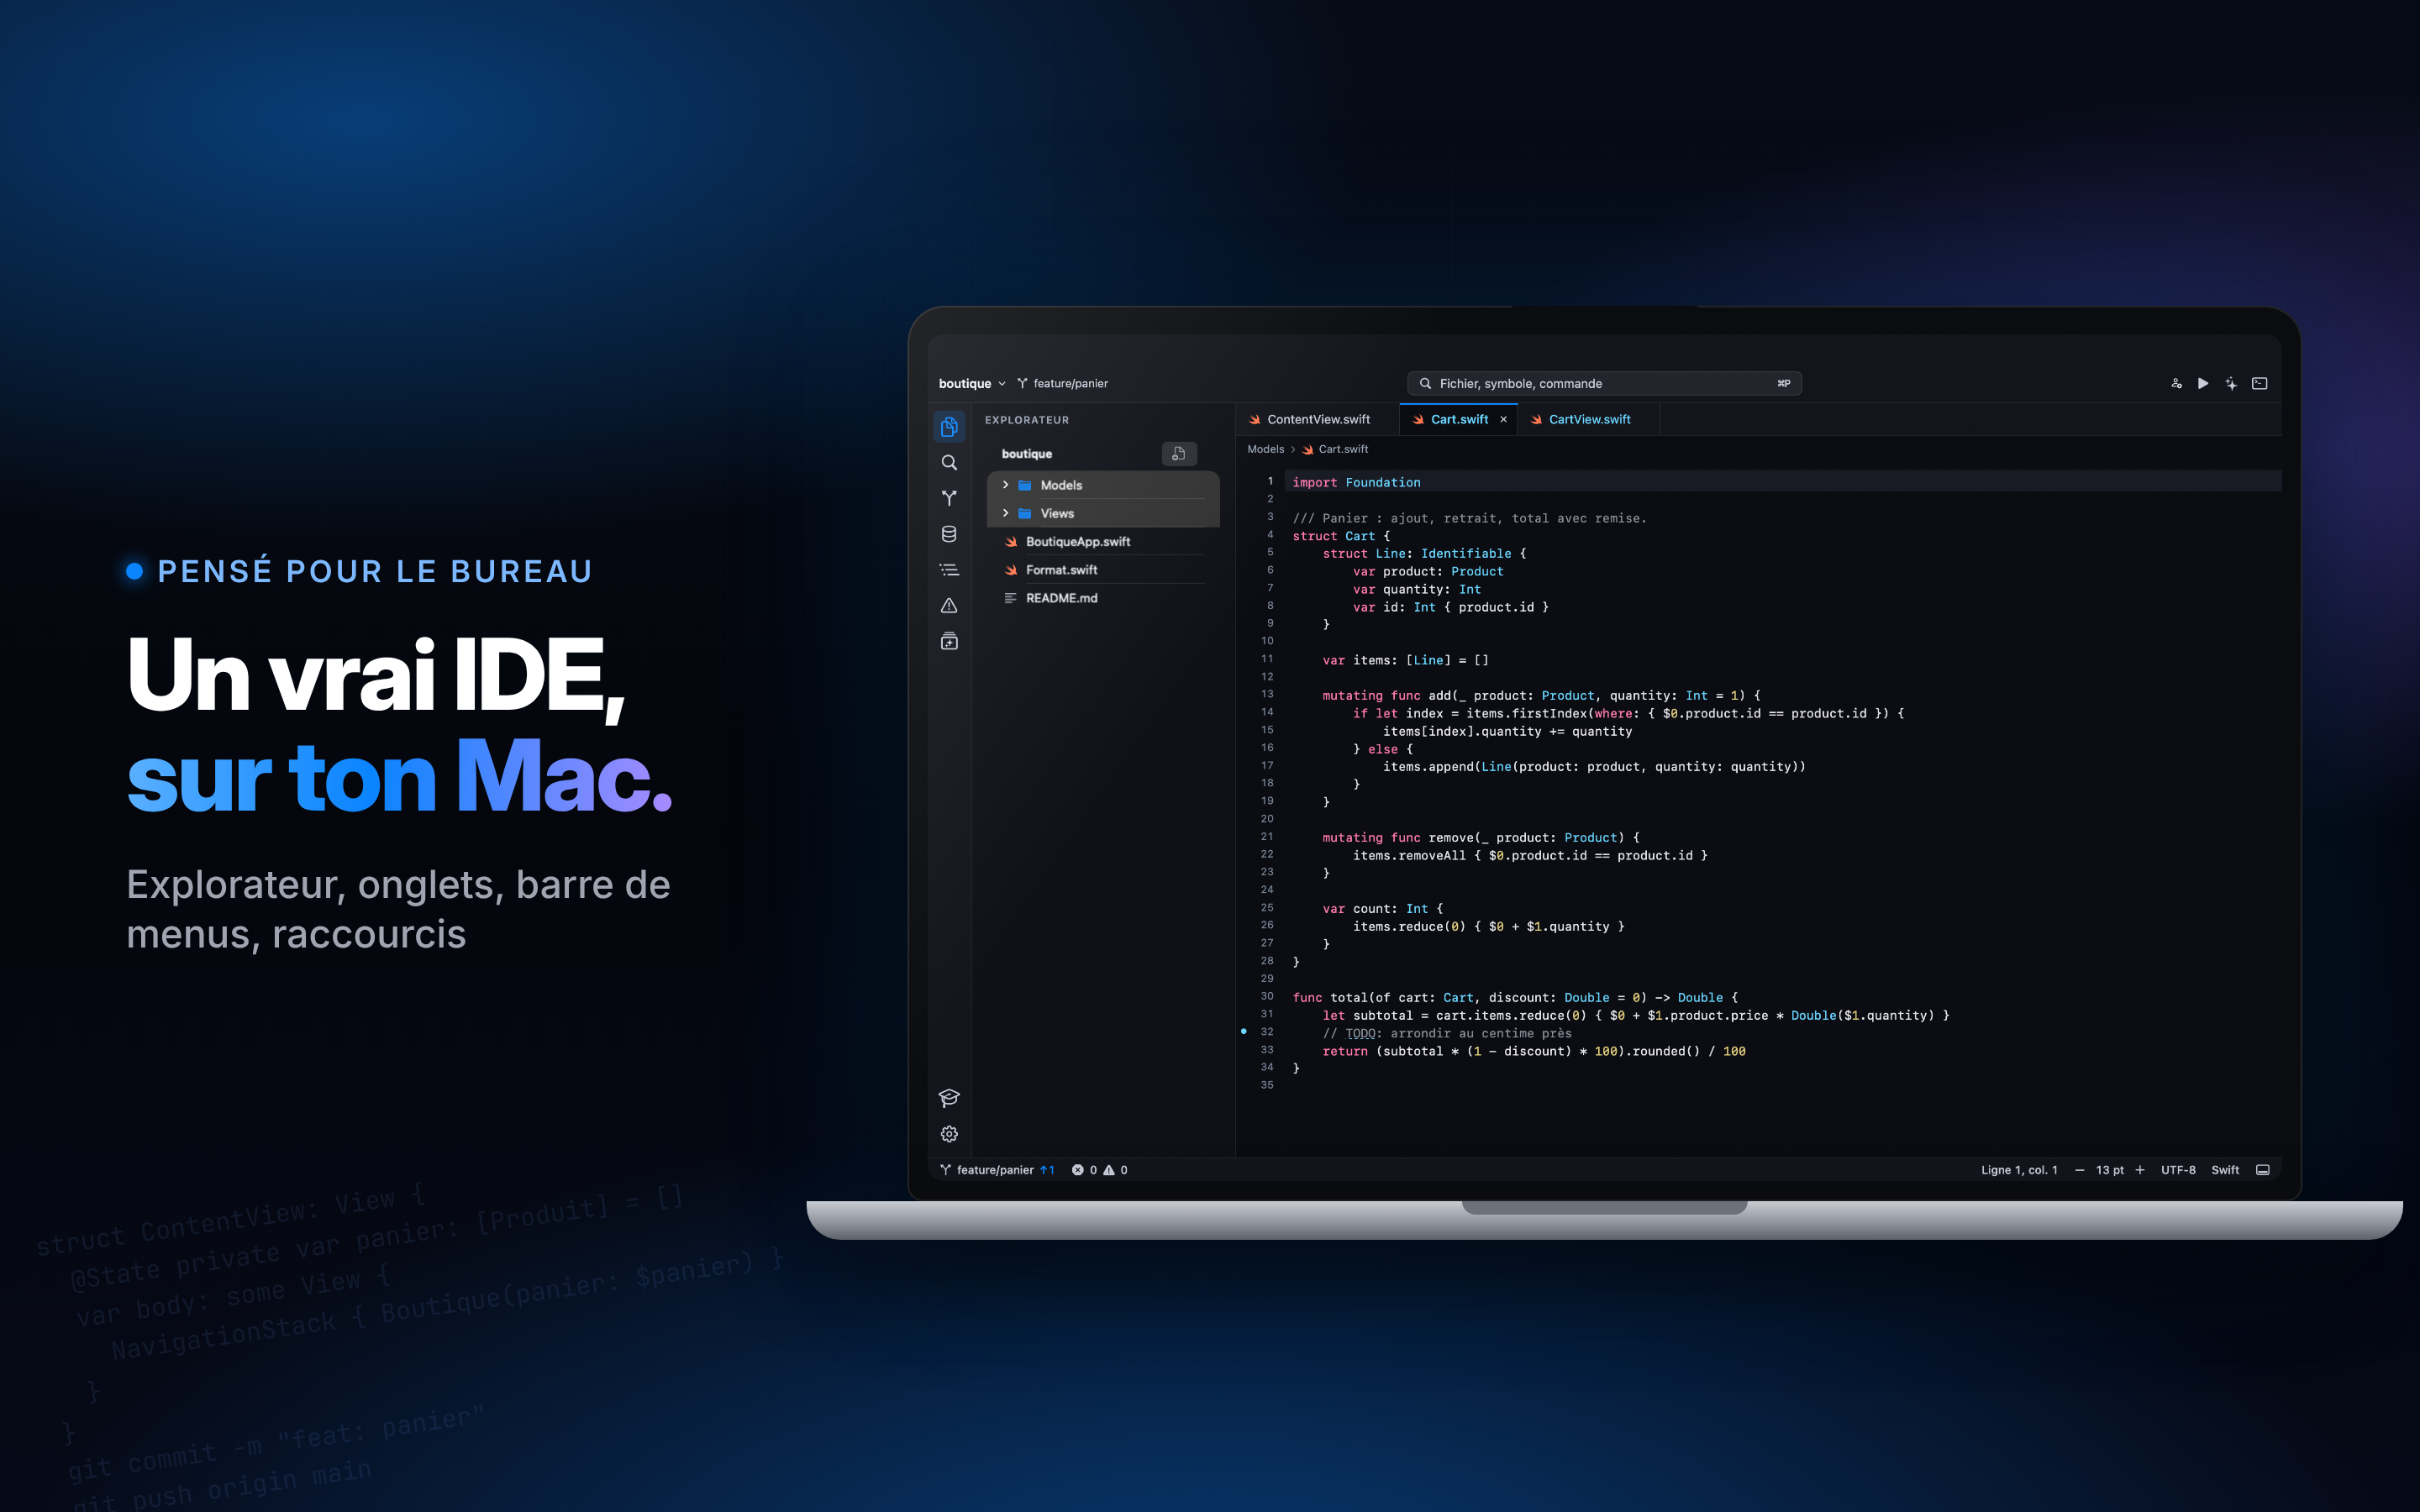 PENSÉ POUR LE BUREAU
Un vrai IDE,
sur ton Mac.
Explorateur, onglets, barre de
menus, raccourcis
struct ContentView: View {
@State private var panier: [Produit] = []
var body: some View {
NavigationStack { Boutique(panier: $panier) }
}
}
git commit -m "feat: panier"
git push origin main
boutique
feature/panier
Fichier, symbole, commande
⌘P
EXPLORATEUR
boutique
Models
Views
BoutiqueApp.swift
Format.swift
README.md
ContentView.swift
Cart.swift ×
CartView.swift
Models > Cart.swift
1 import Foundation
2
3 /// Panier : ajout, retrait, total avec remise.
4 struct Cart {
5     struct Line: Identifiable {
6         var product: Product
7         var quantity: Int
8         var id: Int { product.id }
9     }
10
11     var items: [Line] = []
12
13     mutating func add(_ product: Product, quantity: Int = 1) {
14         if let index = items.firstIndex(where: { $0.product.id == product.id }) {
15             items[index].quantity += quantity
16         } else {
17             items.append(Line(product: product, quantity: quantity))
18         }
19     }
20
21     mutating func remove(_ product: Product) {
22         items.removeAll { $0.product.id == product.id }
23     }
24
25     var count: Int {
26         items.reduce(0) { $0 + $1.quantity }
27     }
28 }
29
30 func total(of cart: Cart, discount: Double = 0) -> Double {
31     let subtotal = cart.items.reduce(0) { $0 + $1.product.price * Double($1.quantity) }
32     // TODO: arrondir au centime près
33     return (subtotal * (1 - discount) * 100).rounded() / 100
34 }
35
feature/panier ↑1 0 0
Ligne 1, col. 1 — 13 pt + UTF-8 Swift